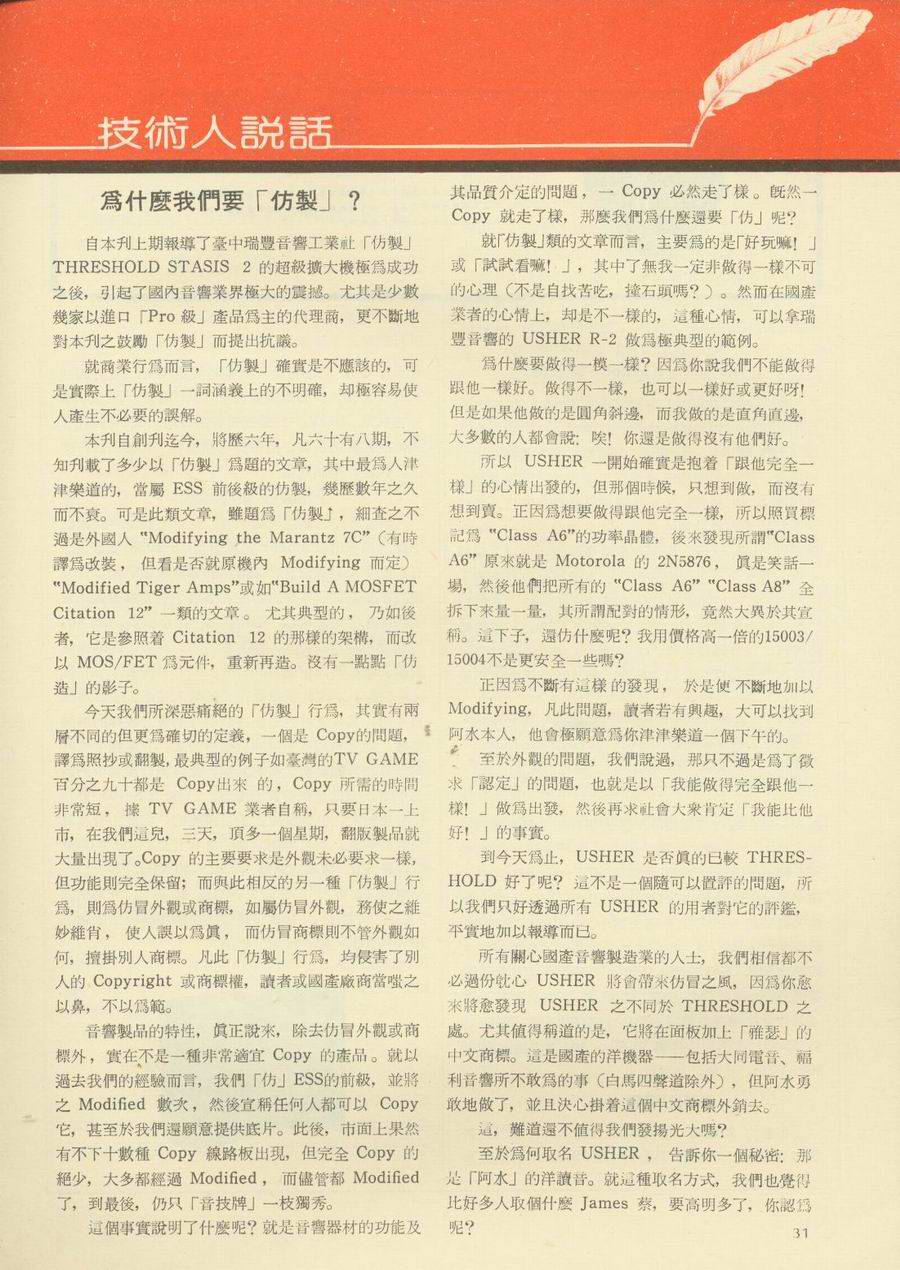 技術人説話
爲什麽我們要「仿製」？
自本刋上期報導了臺中瑞豐音響工業社「仿製」
THRESHOLD STASIS 2 的超級擴大機極爲成功
之後，引起了國內音響業界極大的震撼。尤其是少數
幾家以進口「Pro 級」產品爲主的代理商，更不斷地
對本刋之鼓勵「仿製」而提出抗議。
就商業行爲而言，「仿製」確實是不應該的，可
是實際上「仿製」一詞涵義上的不明確，却極容易使
人產生不必要的誤解。
本刋自創刋迄今，將歷六年，凡六十有八期，不
知刋載了多少以「仿製」爲題的文章，其中最爲人津
津樂道的，當屬 ESS 前後級的仿製，幾歷數年之久
而不衰。可是此類文章，雖題爲「仿製」，細查之不
過是外國人 “Modifying the Marantz 7C”（有時
譯爲改裝，但看是否就原機內 Modifying 而定）
“Modified Tiger Amps”或如“Build A MOSFET
Citation 12” 一類的文章。尤其典型的，乃如後
者，它是參照着 Citation 12 的那樣的架構，而改
以 MOS/FET 爲元件，重新再造。沒有一點點「仿
造」的影子。
今天我們所深惡痛絕的「仿製」行爲，其實有兩
層不同的但更爲確切的定義，一個是 Copy的問題，
譯爲照抄或翻製，最典型的例子如臺灣的TV GAME
百分之九十都是 Copy出來 的，Copy 所需的時間
非常短，據 TV GAME 業者自稱，只要日本一上
市，在我們這兒，三天，頂多一個星期，翻版製品就
大量出現了。Copy 的主要要求是外觀未必要求一樣，
但功能則完全保留；而與此相反的另一種「仿製」行
爲，則爲仿冒外觀或商標，如屬仿冒外觀，務使之維
妙維肖，使人誤以爲眞，而仿冒商標則不管外觀如
何，擅掛別人商標。凡此「仿製」行爲，均侵害了別
人的 Copyright 或商標權，讀者或國產廠商當嗤之
以鼻，不以爲範。
音響製品的特性，眞正說來，除去仿冒外觀或商
標外，實在不是一種非常適宜 Copy 的產品。就以
過去我們的經驗而言，我們「仿」ESS的前級，並將
之 Modified 數次，然後宣稱任何人都可以 Copy
它，甚至於我們還願意提供底片。此後，市面上果然
有不下十數種 Copy 線路板出現，但完全 Copy 的
絕少，大多都經過 Modified，而儘管都 Modified
了，到最後，仍只「音技牌」一枝獨秀。
這個事實說明了什麽呢？就是音響器材的功能及
其品質介定的問題，一 Copy 必然走了樣。旣然一
Copy 就走了樣，那麽我們爲什麽還要「仿」呢？
就「仿製」類的文章而言，主要爲的是「好玩嘛！」
或「試試看嘛！」，其中了無我一定非做得一樣不可
的心理（不是自找苦吃，撞石頭嗎？）。然而在國產
業者的心情上，却是不一樣的，這種心情，可以拿瑞
豐音響的 USHER R-2 做爲極典型的範例。
爲什麽要做得一模一樣？因爲你說我們不能做得
跟他一樣好。做得不一樣，也可以一樣好或更好呀！
但是如果他做的是圓角斜邊，而我做的是直角直邊，
大多數的人都會說：唉！你還是做得沒有他們好。
所以 USHER 一開始確實是抱着「跟他完全一
樣」的心情出發的，但那個時候，只想到做，而沒有
想到賣。正因爲想要做得跟他完全一樣，所以照買標
記爲 “Class A6”的功率晶體，後來發現所謂“Class
A6” 原來就是 Motorola 的 2N5876，眞是笑話一
場，然後他們把所有的 “Class A6” “Class A8” 全
拆下來量一量，其所謂配對的情形，竟然大異於其宣
稱。這下子，還仿什麽呢？我用價格高一倍的15003/
15004不是更安全一些嗎？
正因爲不斷有這樣的發現，於是便不斷地加以
Modifying，凡此問題，讀者若有興趣，大可以找到
阿水本人，他會極願意爲你津津樂道一個下午的。
至於外觀的問題，我們說過，那只不過是爲了徵
求「認定」的問題，也就是以「我能做得完全跟他一
樣！」做爲出發，然後再求社會大衆肯定「我能比他
好！」的事實。
到今天爲止，USHER 是否眞的已較 THRES-
HOLD 好了呢？這不是一個隨可以置評的問題，所
以我們只好透過所有 USHER 的用者對它的評鑑，
平實地加以報導而已。
所有關心國產音響製造業的人士，我們相信都不
必過份躭心 USHER 將會帶來仿冒之風，因爲你愈
來將愈發現 USHER 之不同於 THRESHOLD 之
處。尤其值得稱道的是，它將在面板加上「雅瑟」的
中文商標。這是國產的洋機器——包括大同電音、福
利音響所不敢爲的事（白馬四聲道除外），但阿水勇
敢地做了，並且決心掛着這個中文商標外銷去。
這，難道還不值得我們發揚光大嗎？
至於爲何取名 USHER，告訴你一個秘密：那
是「阿水」的洋讀音。就這種取名方式，我們也覺得
比好多人取個什麽 James 蔡，要高明多了，你認爲
呢？
31